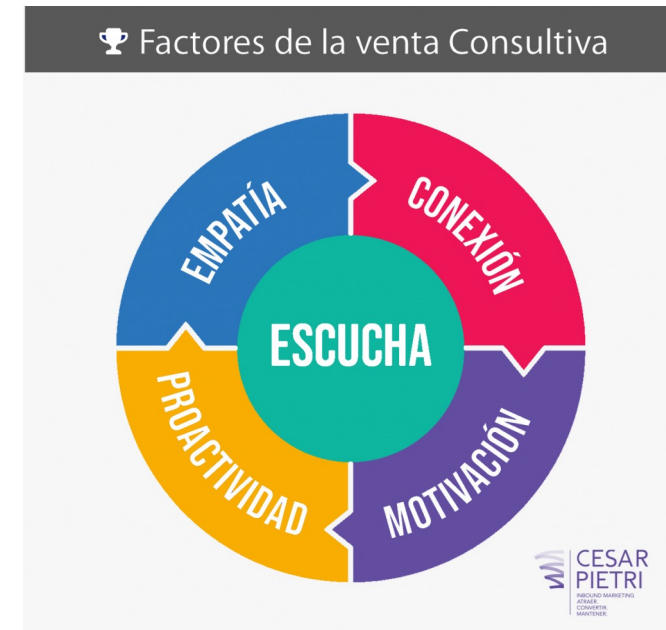 Factores de la venta Consultiva
EMPATÍA
CONEXIÓN
ESCUCHA
PROACTIVIDAD
MOTIVACIÓN
CESAR
PIETRI
INBOUND MARKETING
ATRAER.
CONVERTIR.
MANTENER.